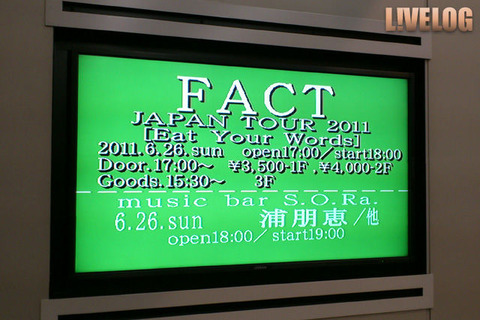 L!VELOG
FACT
JAPAN TOUR 2011
[Eat Your Words]
2011.6.26.sun open17:00/start18:00
Door.17:00～ ¥3,500-1F .¥4,000-2F
Goods.15:30～ 3F
music bar S.O.Ra.
6.26.sun 浦朋恵/他
open18:00/ start19:00